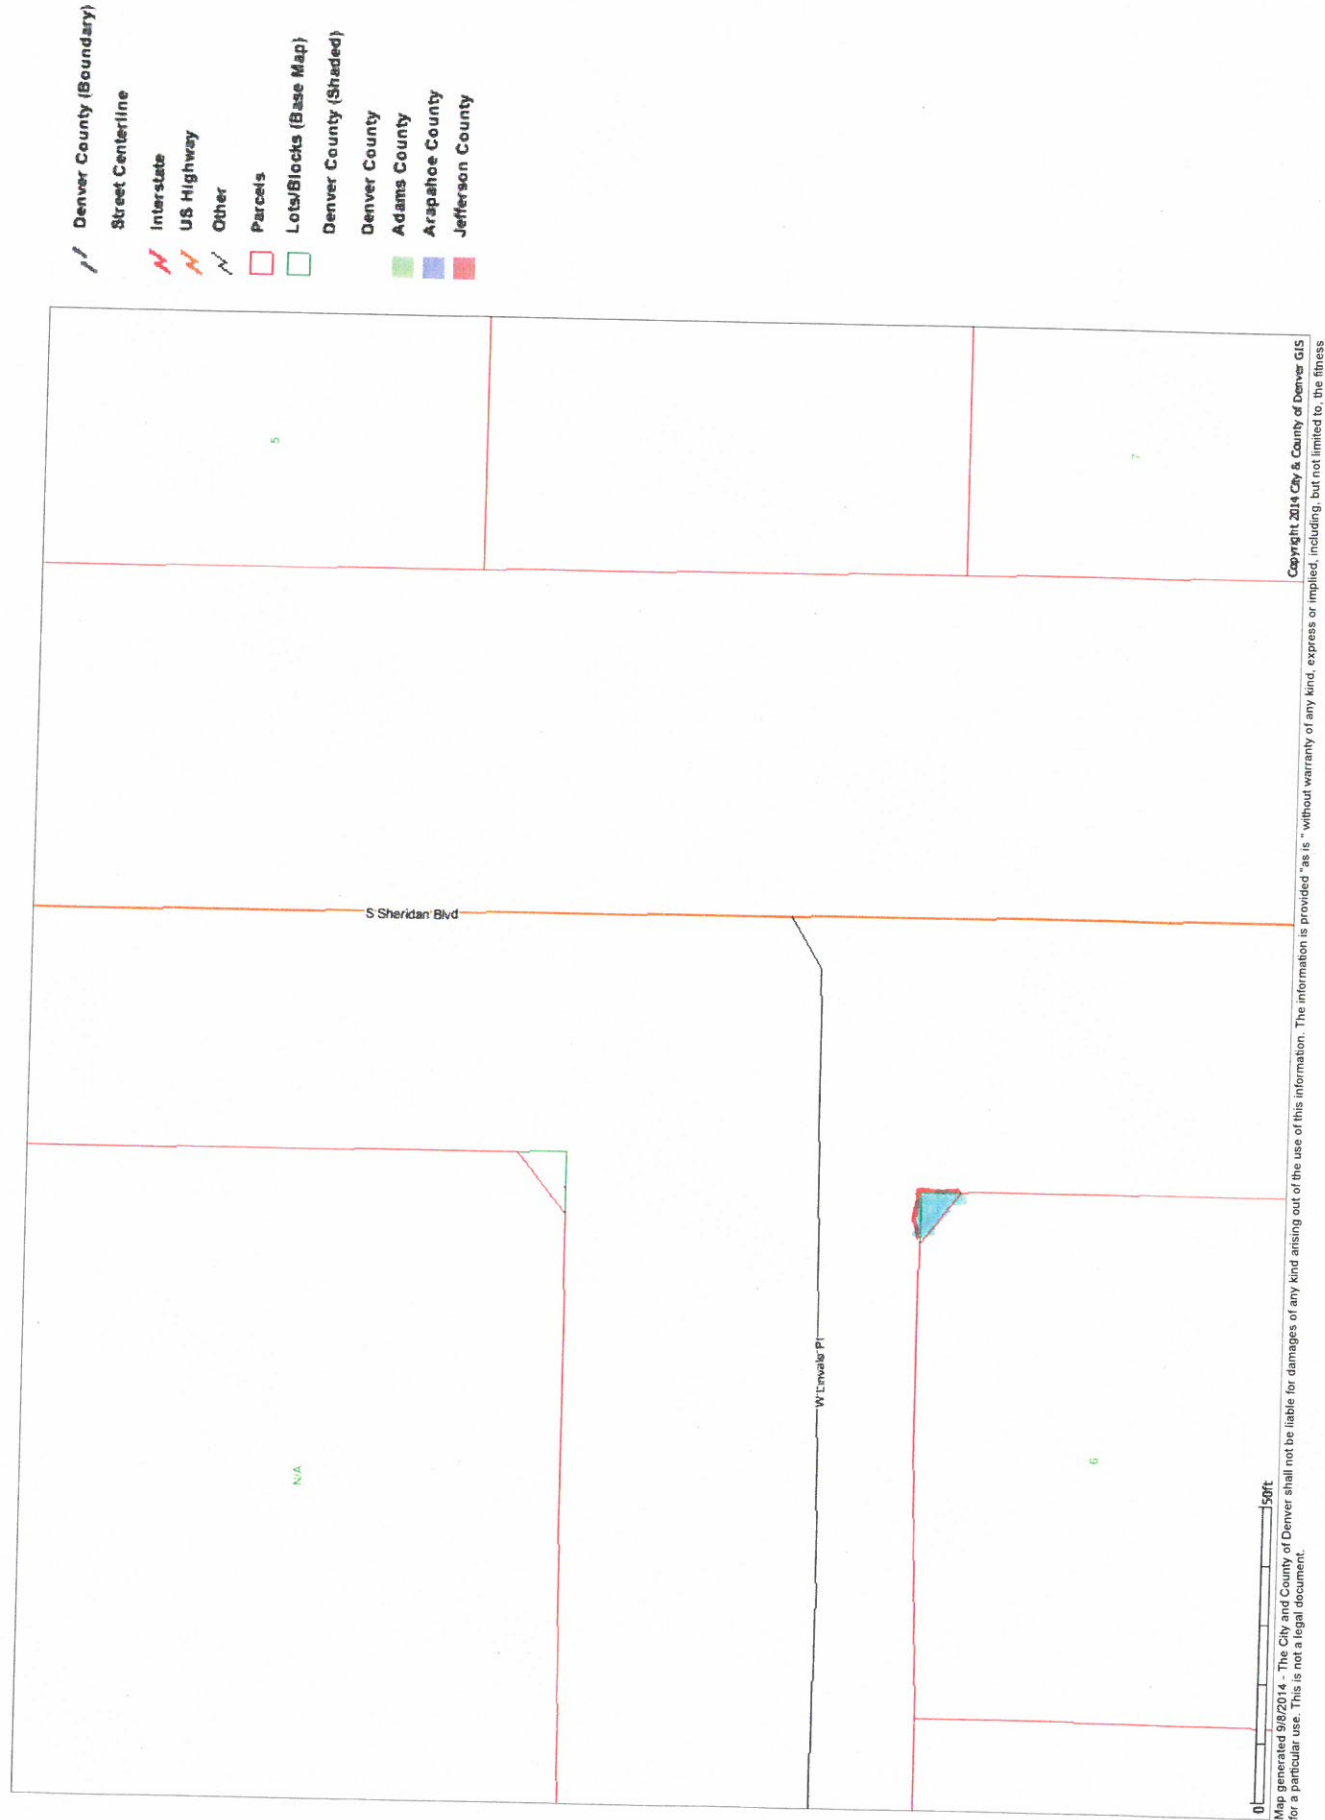 Denver County (Boundary)
Street Centerline
Interstate
US Highway
Other
Parcels
Lots/Blocks (Base Map)
Denver County (Shaded)
Denver County
Adams County
Arapahoe County
Jefferson County
5
7
S Sheridan Blvd
N/A
W Linvale Pl
6
0
50ft
Copyright 2014 City & County of Denver GIS
Map generated 9/8/2014 - The City and County of Denver shall not be liable for damages of any kind arising out of the use of this information. The information is provided "as is " without warranty of any kind, express or implied, including, but not limited to, the fitness
for a particular use. This is not a legal document.